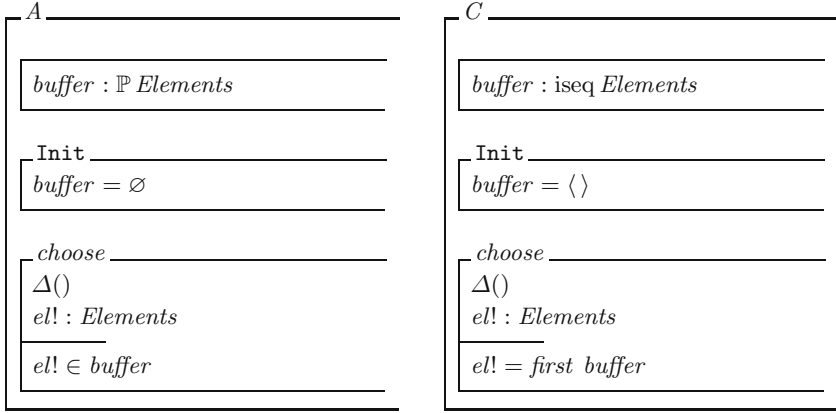 A
buffer : ℙ Elements
Init
buffer = ∅
choose
Δ()
el! : Elements
el! ∈ buffer
C
buffer : iseq Elements
Init
buffer = ⟨ ⟩
choose
Δ()
el! : Elements
el! = first buffer